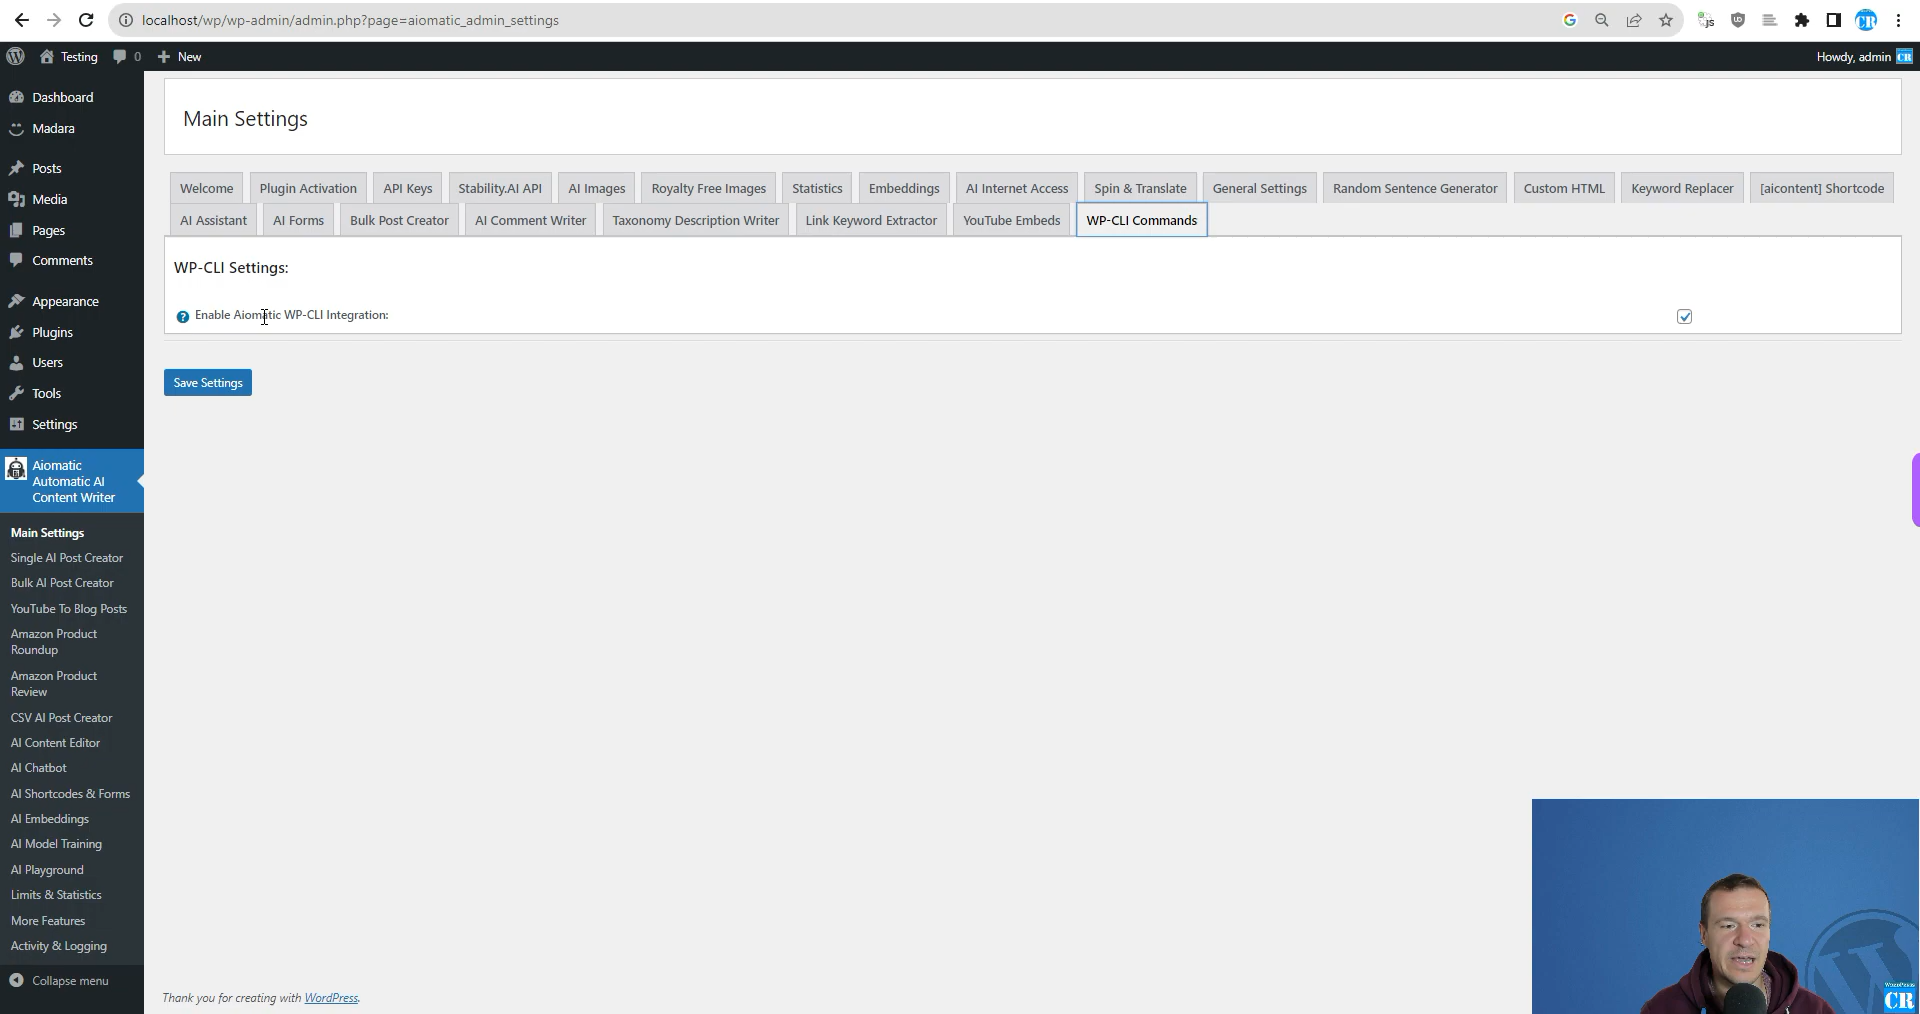 localhost/wp/wp-admin/admin.php?page=aiomatic_admin_settings
Testing
0
New
Howdy, admin
Dashboard
Madara
Posts
Media
Pages
Comments
Appearance
Plugins
Users
Tools
Settings
Aiomatic
Automatic AI
Content Writer
Main Settings
Single AI Post Creator
Bulk AI Post Creator
YouTube To Blog Posts
Amazon Product
Roundup
Amazon Product
Review
CSV AI Post Creator
AI Content Editor
AI Chatbot
AI Shortcodes & Forms
AI Embeddings
AI Model Training
AI Playground
Limits & Statistics
More Features
Activity & Logging
Collapse menu
Main Settings
Welcome Plugin Activation API Keys Stability.AI API AI Images Royalty Free Images Statistics Embeddings AI Internet Access Spin & Translate General Settings Random Sentence Generator Custom HTML Keyword Replacer [aicontent] Shortcode
AI Assistant AI Forms Bulk Post Creator AI Comment Writer Taxonomy Description Writer Link Keyword Extractor YouTube Embeds WP-CLI Commands
WP-CLI Settings:
Enable Aiomatic WP-CLI Integration:
Save Settings
Thank you for creating with WordPress.
WORDPRESS
CR